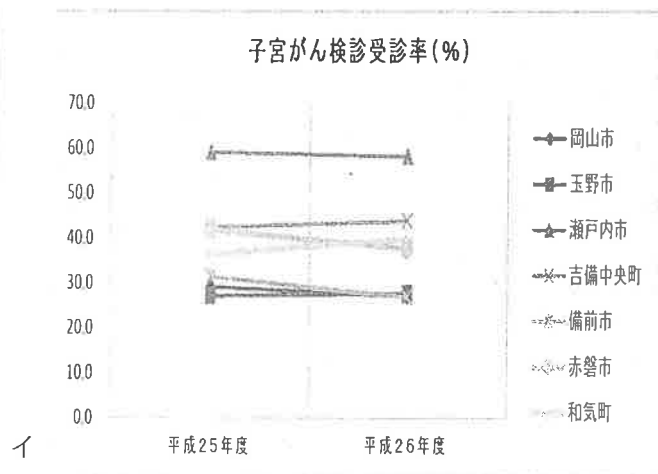 子宮がん検診受診率(%)
70.0
60.0
50.0
40.0
30.0
20.0
10.0
0.0
平成25年度
平成26年度
岡山市
玉野市
瀬戸内市
吉備中央町
備前市
赤磐市
和気町
イ